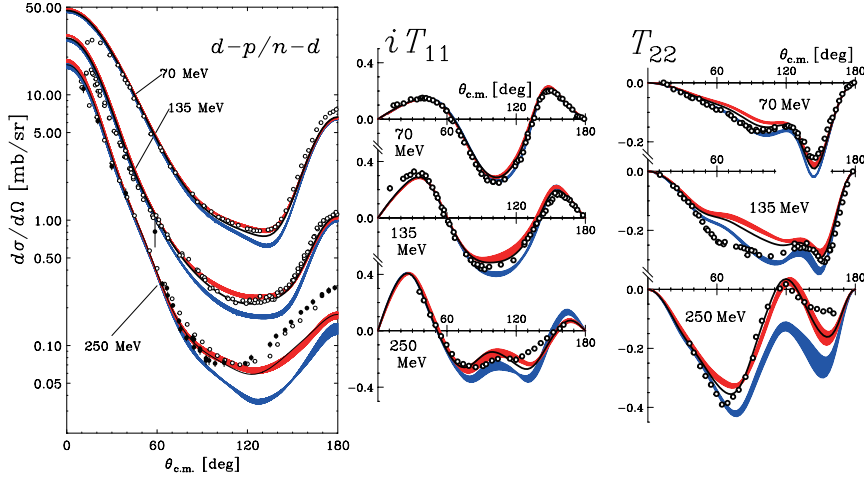 d-p/n-d
70 MeV
135 MeV
250 MeV
50.00
10.00
5.00
1.00
0.50
0.10
0.05
dσ/dΩ [mb/sr]
0 60 120 180
θc.m. [deg]
iT11
θc.m. [deg]
0.2
0.0
120
180
70
MeV
0.4
0.2
0.0
60 120 180
135
MeV
0.4
0.0
60 120 180
250
MeV
-0.4
T22
θc.m. [deg]
60 120 180
0.0
70 MeV
-0.2
0.0
135 MeV
-0.2
60 120 180
0.0
250 MeV
-0.2
-0.4